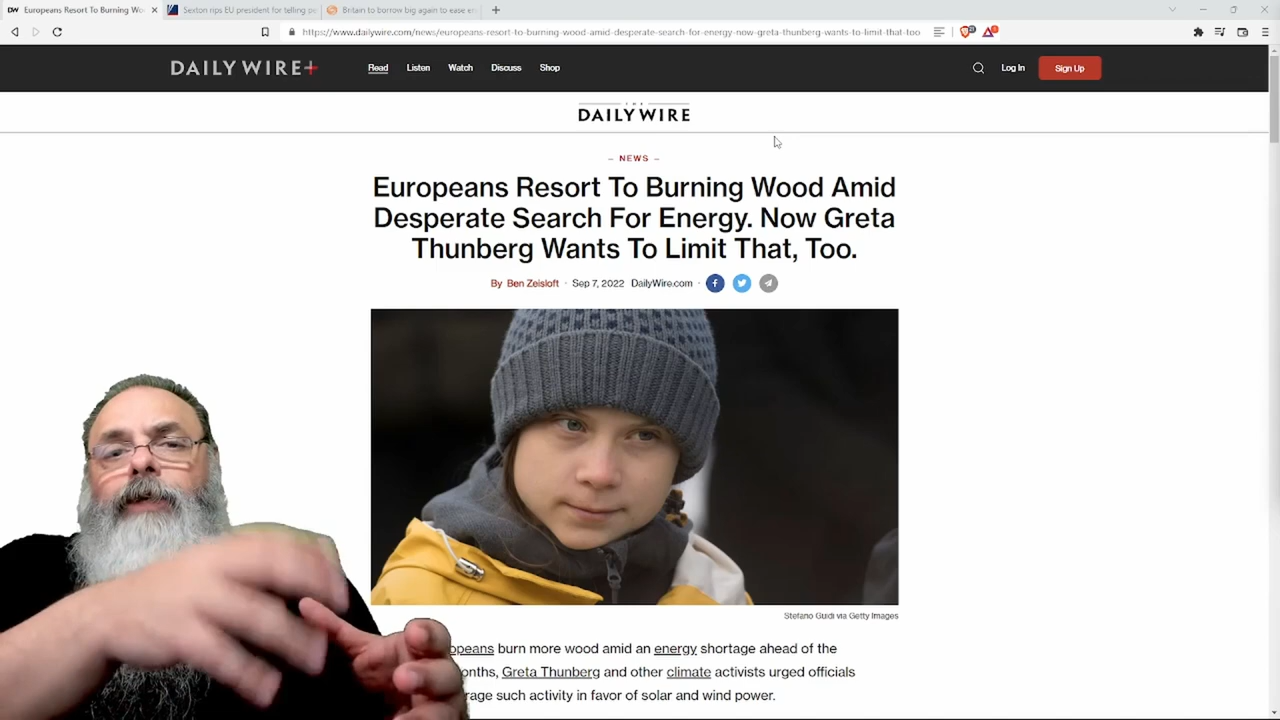 DW Europeans Resort To Burning Wo
Sexton rips EU president for telling pe
Britain to borrow big again to ease en
https://www.dailywire.com/news/europeans-resort-to-burning-wood-amid-desperate-search-for-energy-now-greta-thunberg-wants-to-limit-that-too
DAILYWIRE+ Read Listen Watch Discuss Shop Log In Sign Up
DAILYWIRE
– NEWS –
Europeans Resort To Burning Wood Amid
Desperate Search For Energy. Now Greta
Thunberg Wants To Limit That, Too.
By Ben Zeisloft · Sep 7, 2022 DailyWire.com ·
Stefano Guidi via Getty Images
opeans burn more wood amid an energy shortage ahead of the
onths, Greta Thunberg and other climate activists urged officials
rage such activity in favor of solar and wind power.